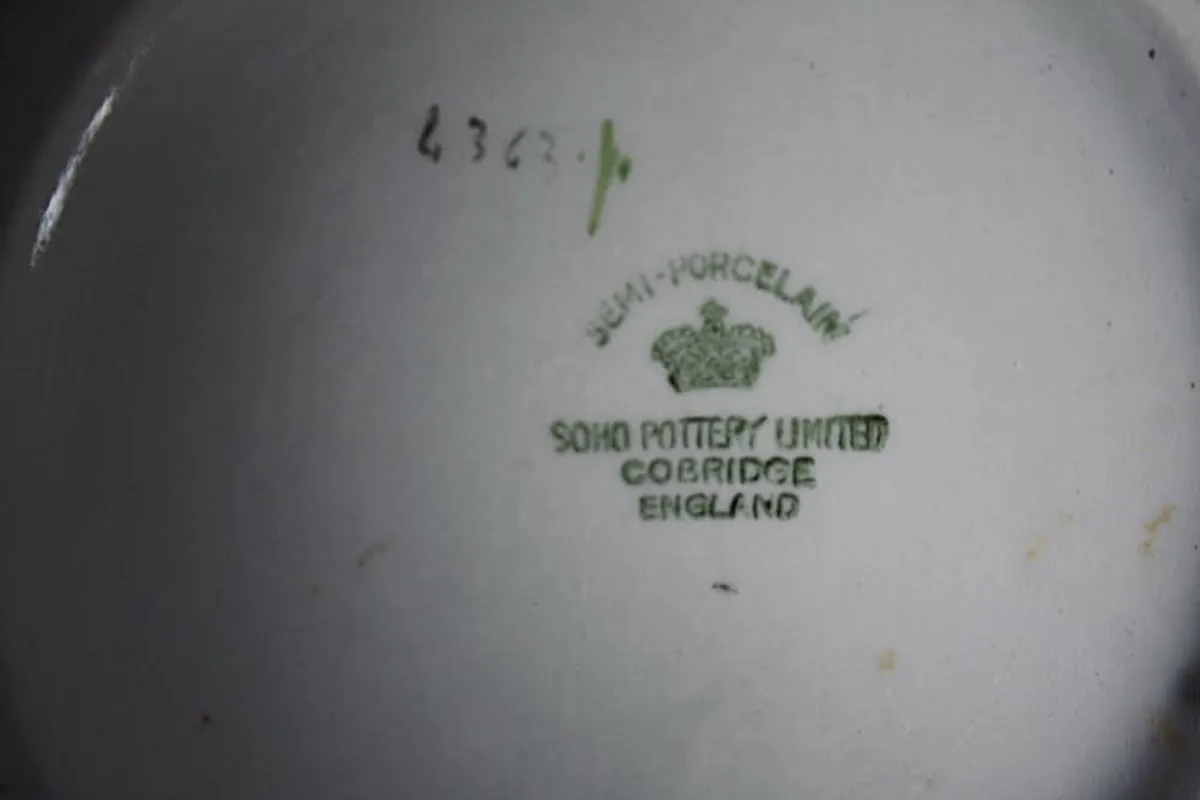 4363.p
SEMI-PORCELAIN
SOHO POTTERY LIMITED
COBRIDGE
ENGLAND